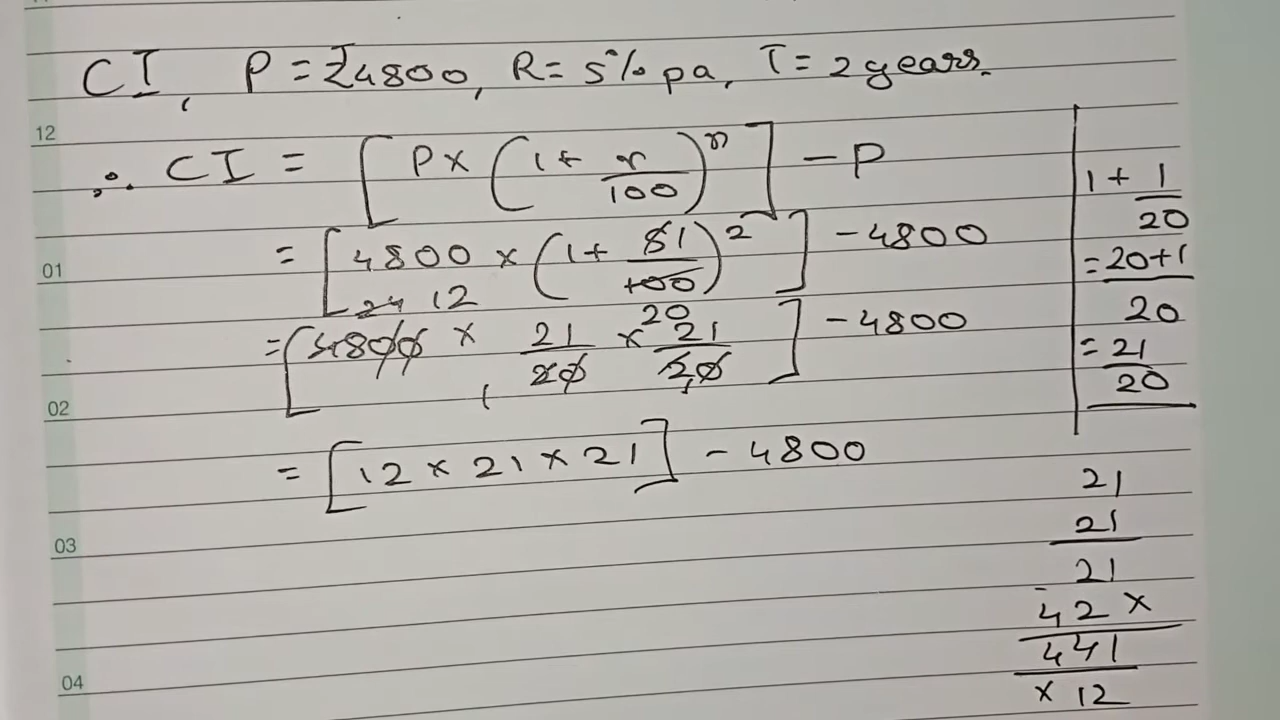 CI, P = ₹4800, R = 5% pa, T = 2 years.
12
∴ CI = [P × (1 + r/100)^n] - P
01
= [4800 × (1 + 51/100)^2] - 4800
24 12 20
= [4800 × 21/20 × 21/20] - 4800
02
= [12 × 21 × 21] - 4800
03
04
1 + 1/20
= 20+1
20
= 21
20
21
21
21
42 ×
441
× 12